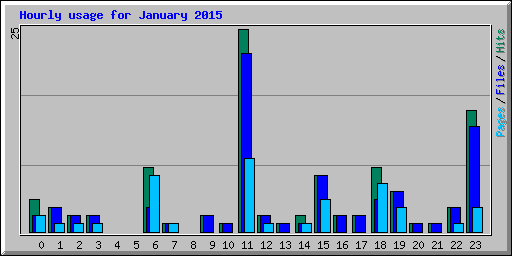 Hourly usage for January 2015
25
Pages / Files / Hits
0 1 2 3 4 5 6 7 8 9 10 11 12 13 14 15 16 17 18 19 20 21 22 23